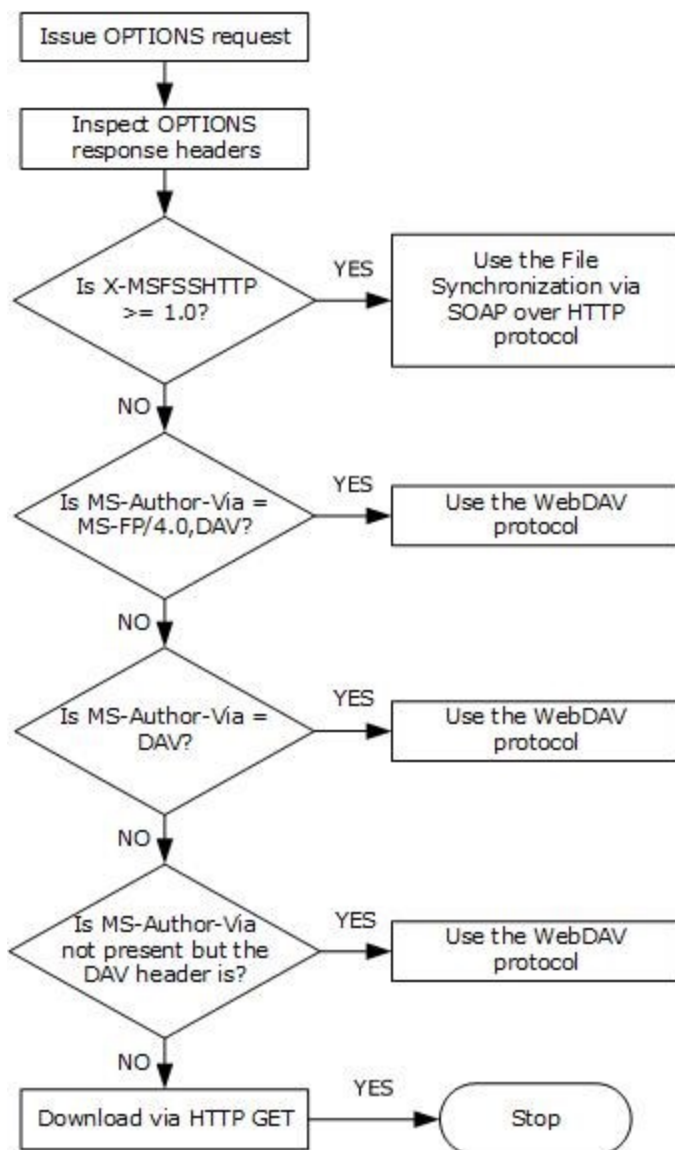 Issue OPTIONS request
Inspect OPTIONS
response headers
Is X-MSFSSHTTP
>= 1.0?
YES
Use the File
Synchronization via
SOAP over HTTP
protocol
NO
Is MS-Author-Via =
MS-FP/4.0,DAV?
YES
Use the WebDAV
protocol
NO
Is MS-Author-Via =
DAV?
YES
Use the WebDAV
protocol
NO
Is MS-Author-Via
not present but the
DAV header is?
YES
Use the WebDAV
protocol
NO
Download via HTTP GET
YES
Stop